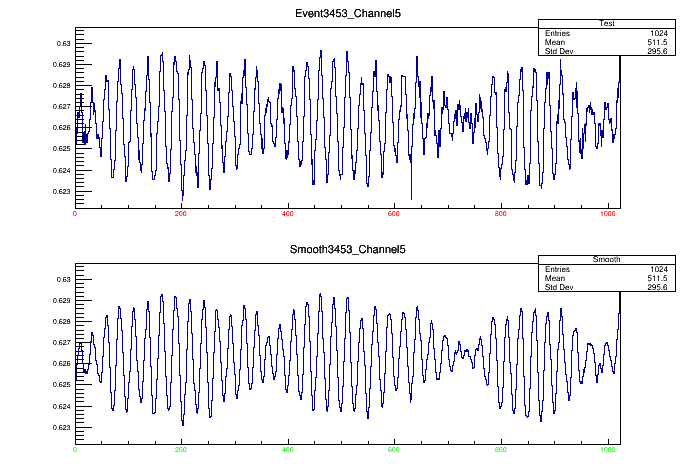 Event3453_Channel5
Test
Entries 1024
Mean 511.5
Std Dev 295.6
0.63
0.629
0.628
0.627
0.626
0.625
0.624
0.623
0 200 400 600 800 1000
Smooth3453_Channel5
Smooth
Entries 1024
Mean 511.5
Std Dev 295.6
0.63
0.629
0.628
0.627
0.626
0.625
0.624
0.623
0 200 400 600 800 1000